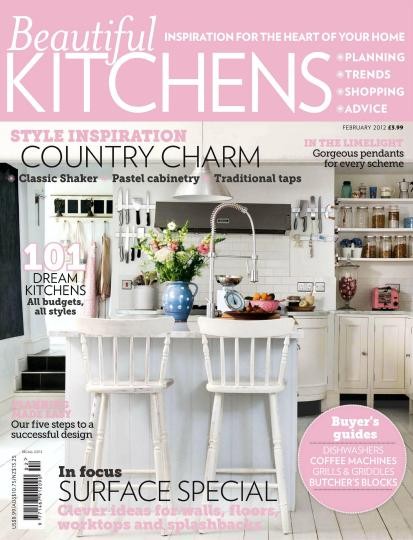 Beautiful
KITCHENS
INSPIRATION FOR THE HEART OF YOUR HOME
PLANNING
TRENDS
SHOPPING
ADVICE
FEBRUARY 2012 £3.99
STYLE INSPIRATION
COUNTRY CHARM
Classic Shaker Pastel cabinetry Traditional taps
IN THE LIMELIGHT
Gorgeous pendants
for every scheme
101
DREAM
KITCHENS
All budgets,
all styles
PLANNING
MADE EASY
Our five steps to a
successful design
Buyer's
guides
DISHWASHERS
COFFEE MACHINES
GRILLS & GRIDDLES
BUTCHER'S BLOCKS
In focus
SURFACE SPECIAL
Clever ideas for walls, floors,
worktops and splashbacks